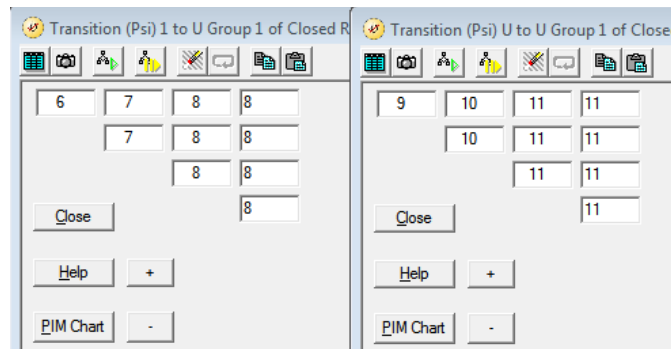 Transition (Psi) 1 to U Group 1 of Closed R
6 7 8 8
7 8 8
8 8
8
Close
Help +
PIM Chart -
Transition (Psi) U to U Group 1 of Close
9 10 11 11
10 11 11
11 11
11
Close
Help +
PIM Chart -